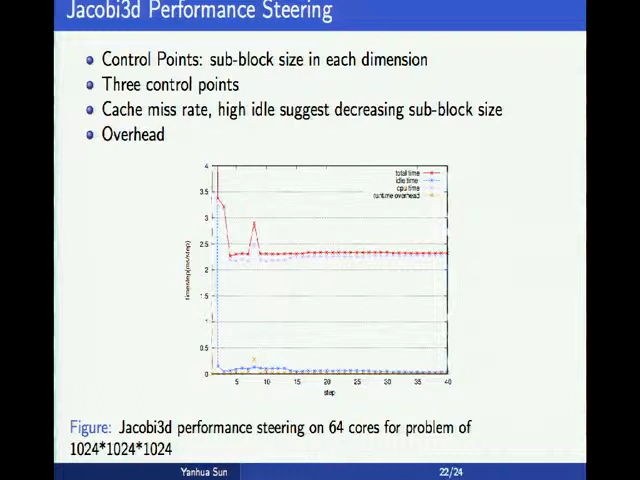 Jacobi3d Performance Steering
Control Points: sub-block size in each dimension
Three control points
Cache miss rate, high idle suggest decreasing sub-block size
Overhead
total time
idle time
cpu time
runtime overhead
4
3.5
3
2.5
2
1.5
1
0.5
0
timestep(ms/step)
5 10 15 20 25 30 35 40
step
Figure: Jacobi3d performance steering on 64 cores for problem of
1024*1024*1024
Yanhua Sun 22/24